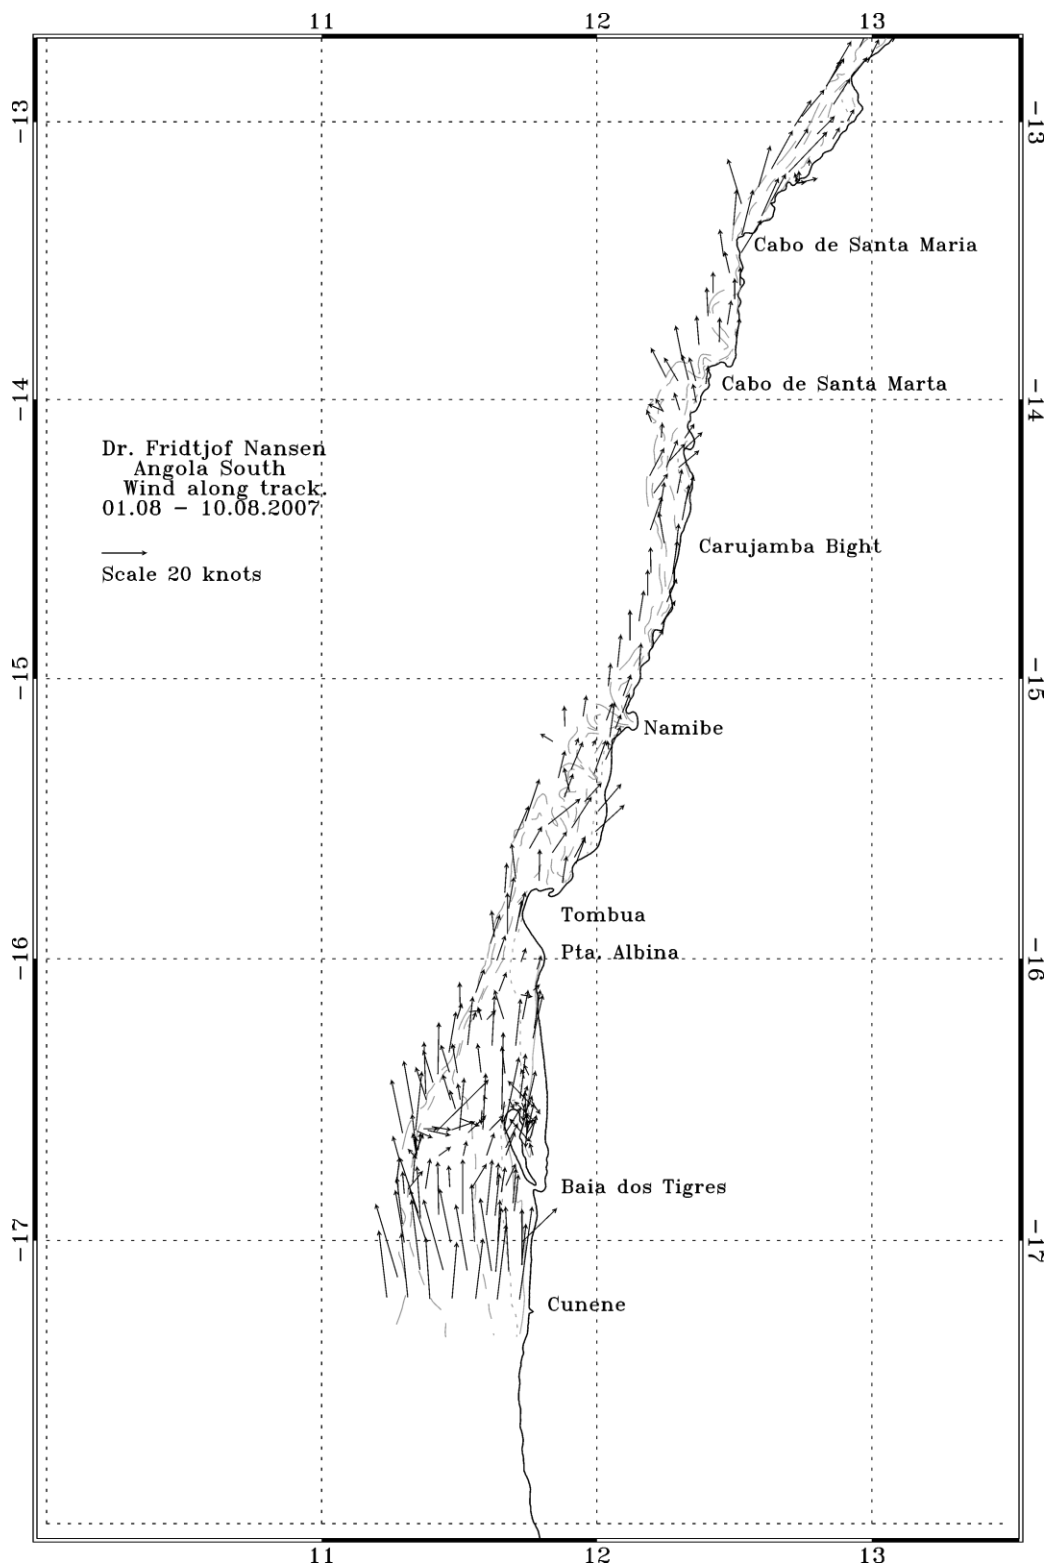 11 12 13
-13 -13
Cabo de Santa Maria
Cabo de Santa Marta
-14 -14
Dr. Fridtjof Nansen
Angola South
Wind along track.
01.08 - 10.08.2007
Carujamba Bight
Scale 20 knots
-15 -15
Namibe
Tombua
Pta. Albina
-16 -16
Baia dos Tigres
-17 -17
Cunene
11 12 13